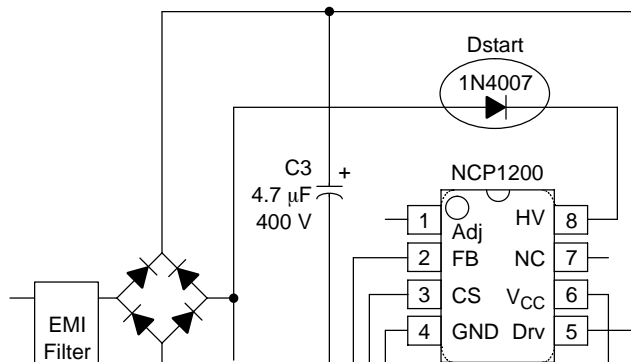 Dstart
1N4007
C3
+
4.7 μF
400 V
NCP1200
1
Adj
HV
8
2
FB
NC
7
3
CS
VCC
6
4
GND
Drv
5
EMI
Filter